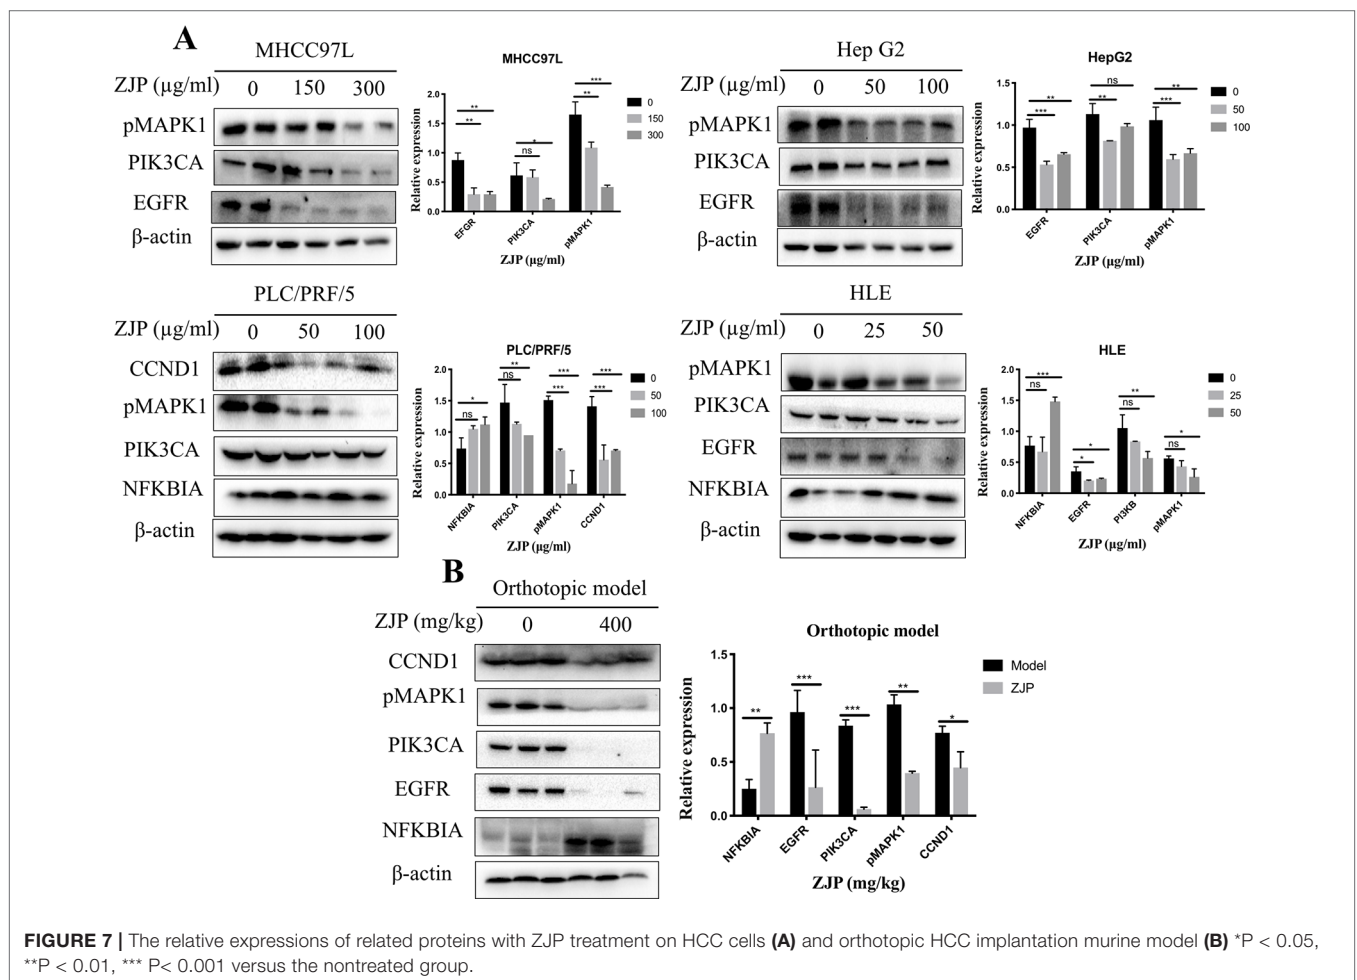 A
MHCC97L
ZJP (µg/ml) 0 150 300
pMAPK1
PIK3CA
EGFR
β-actin
MHCC97L
Relative expression
2.0
1.5
1.0
0.5
0.0
** ** ns * ** ***
0
150
300
EFGR PIK3CA pMAPK1
ZJP (µg/ml)
Hep G2
ZJP (µg/ml) 0 50 100
pMAPK1
PIK3CA
EGFR
β-actin
HepG2
Relative expression
1.5
1.0
0.5
0.0
*** ** ** ns *** **
0
50
100
EGFR PIK3CA pMAPK1
ZJP (µg/ml)
PLC/PRF/5
ZJP (µg/ml) 0 50 100
CCND1
pMAPK1
PIK3CA
NFKBIA
β-actin
PLC/PRF/5
Relative expression
2.0
1.5
1.0
0.5
0.0
ns * ns ** *** *** *** ***
0
50
100
NFKBIA PIK3CA pMAPK1 CCND1
ZJP (µg/ml)
HLE
ZJP (µg/ml) 0 25 50
pMAPK1
PIK3CA
EGFR
NFKBIA
β-actin
HLE
Relative expression
2.0
1.5
1.0
0.5
0.0
ns *** * * ns ** ns *
0
25
50
NFKBIA EGFR PI3KB pMAPK1
ZJP (µg/ml)
B
Orthotopic model
ZJP (mg/kg) 0 400
CCND1
pMAPK1
PIK3CA
EGFR
NFKBIA
β-actin
Orthotopic model
Relative expression
1.5
1.0
0.5
0.0
** *** *** ** *
Model
ZJP
NFKBIA EGFR PIK3CA pMAPK1 CCND1
ZJP (mg/kg)
FIGURE 7 | The relative expressions of related proteins with ZJP treatment on HCC cells (A) and orthotopic HCC implantation murine model (B) *P < 0.05,
**P < 0.01, *** P< 0.001 versus the nontreated group.